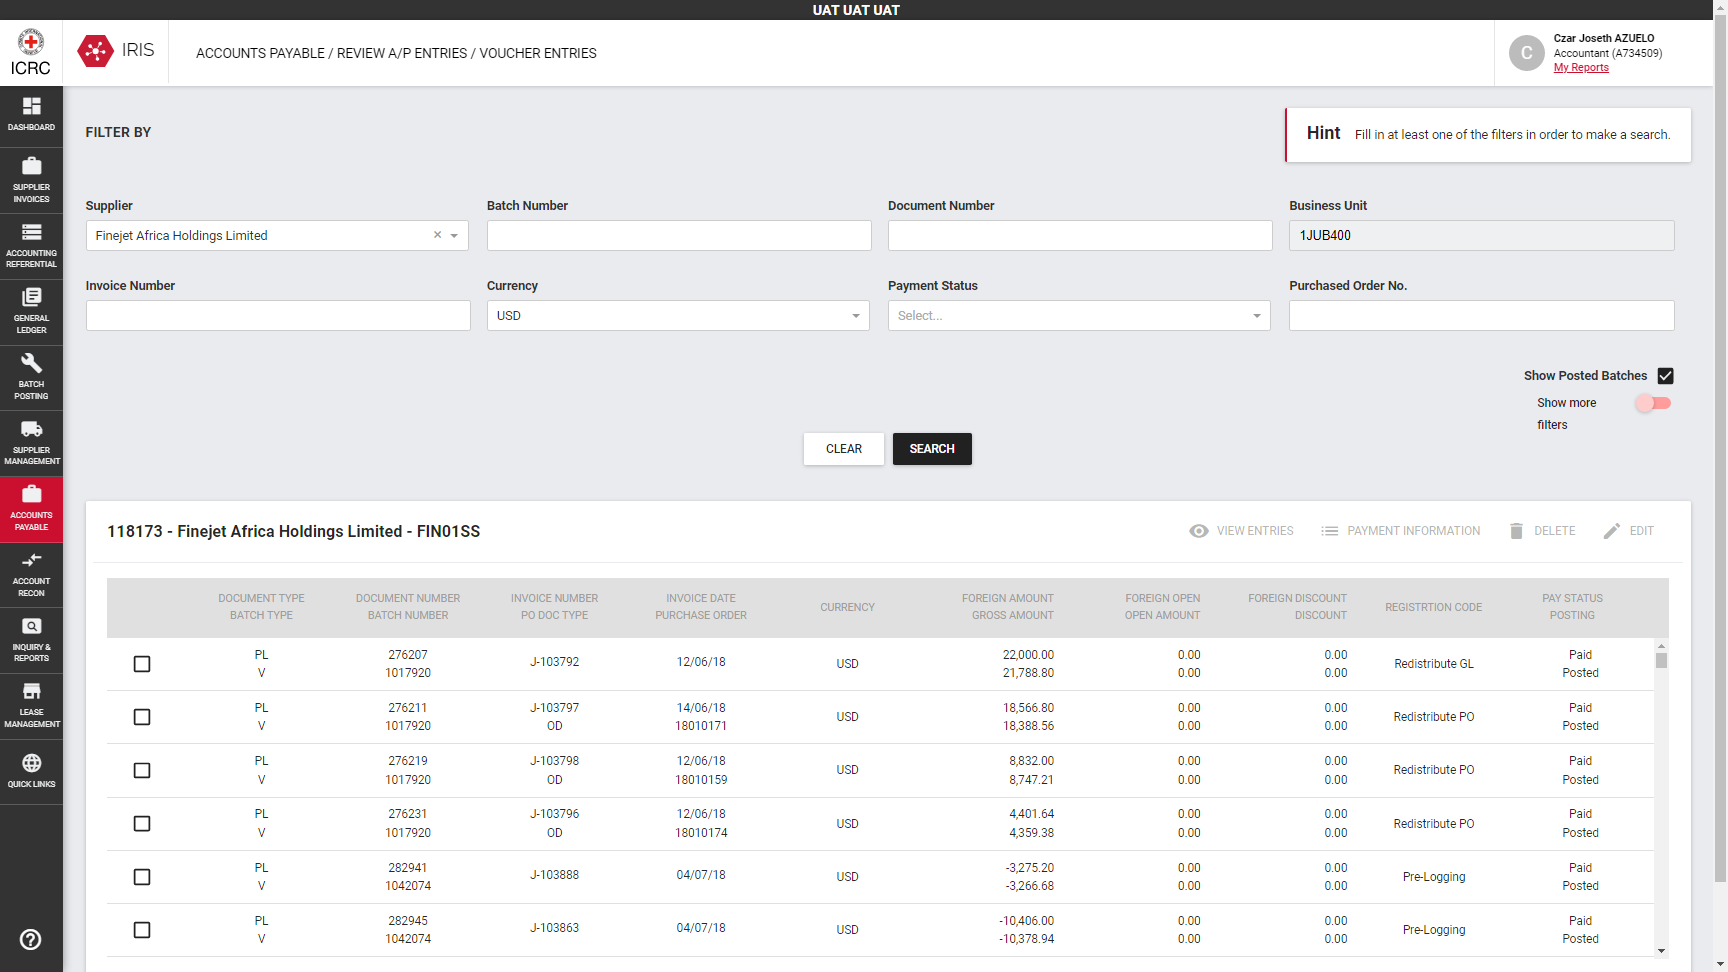 UAT UAT UAT
ICRC
IRIS
ACCOUNTS PAYABLE / REVIEW A/P ENTRIES / VOUCHER ENTRIES
C
Czar Joseth AZUELO
Accountant (A734509)
My Reports
DASHBOARD
SUPPLIER
INVOICES
ACCOUNTING
REFERENTIAL
GENERAL
LEDGER
BATCH
POSTING
SUPPLIER
MANAGEMENT
ACCOUNTS
PAYABLE
ACCOUNT
RECON
INQUIRY &
REPORTS
LEASE
MANAGEMENT
QUICK LINKS
FILTER BY
Hint Fill in at least one of the filters in order to make a search.
Supplier
Finejet Africa Holdings Limited
Batch Number
Document Number
Business Unit
1JUB400
Invoice Number
Currency
USD
Payment Status
Select...
Purchased Order No.
Show Posted Batches
Show more
filters
CLEAR
SEARCH
118173 - Finejet Africa Holdings Limited - FIN01SS
VIEW ENTRIES
PAYMENT INFORMATION
DELETE
EDIT
DOCUMENT TYPE DOCUMENT NUMBER INVOICE NUMBER INVOICE DATE CURRENCY FOREIGN AMOUNT FOREIGN OPEN FOREIGN DISCOUNT REGISTRTION CODE PAY STATUS
BATCH TYPE BATCH NUMBER PO DOC TYPE PURCHASE ORDER GROSS AMOUNT OPEN AMOUNT DISCOUNT POSTING
PL 276207 J-103792 12/06/18 USD 22,000.00 0.00 0.00 Redistribute GL Paid
V 1017920 21,788.80 0.00 0.00 Posted
PL 276211 J-103797 14/06/18 USD 18,566.80 0.00 0.00 Redistribute PO Paid
V 1017920 OD 18010171 18,388.56 0.00 0.00 Posted
PL 276219 J-103798 12/06/18 USD 8,832.00 0.00 0.00 Redistribute PO Paid
V 1017920 OD 18010159 8,747.21 0.00 0.00 Posted
PL 276231 J-103796 12/06/18 USD 4,401.64 0.00 0.00 Redistribute PO Paid
V 1017920 OD 18010174 4,359.38 0.00 0.00 Posted
PL 282941 J-103888 04/07/18 USD -3,275.20 0.00 0.00 Pre-Logging Paid
V 1042074 -3,266.68 0.00 0.00 Posted
PL 282945 J-103863 04/07/18 USD -10,406.00 0.00 0.00 Pre-Logging Paid
V 1042074 -10,378.94 0.00 0.00 Posted